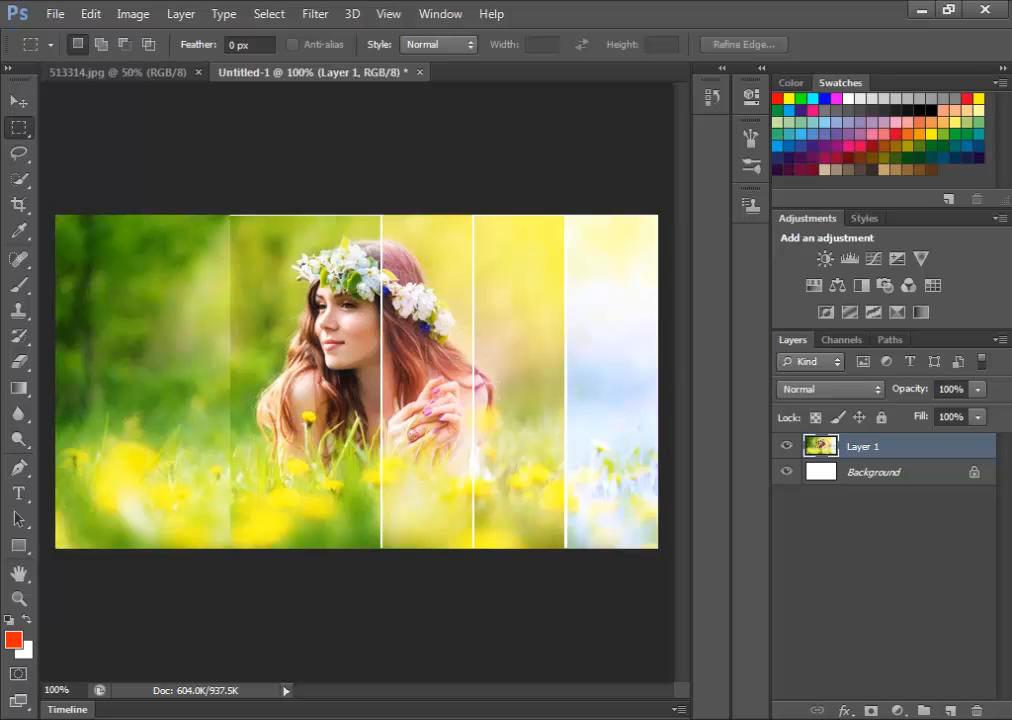 Ps File Edit Image Layer Type Select Filter 3D View Window Help
Feather: 0 px Anti-alias Style: Normal Width: Height: Refine Edge...
513314.jpg @ 50% (RGB/8) × Untitled-1 @ 100% (Layer 1, RGB/8) * ×
Color Swatches
Adjustments Styles
Add an adjustment
Layers Channels Paths
Kind
Normal Opacity: 100%
Lock: Fill: 100%
Layer 1
Background
100% Doc: 604.0K/937.5K
Timeline
fx